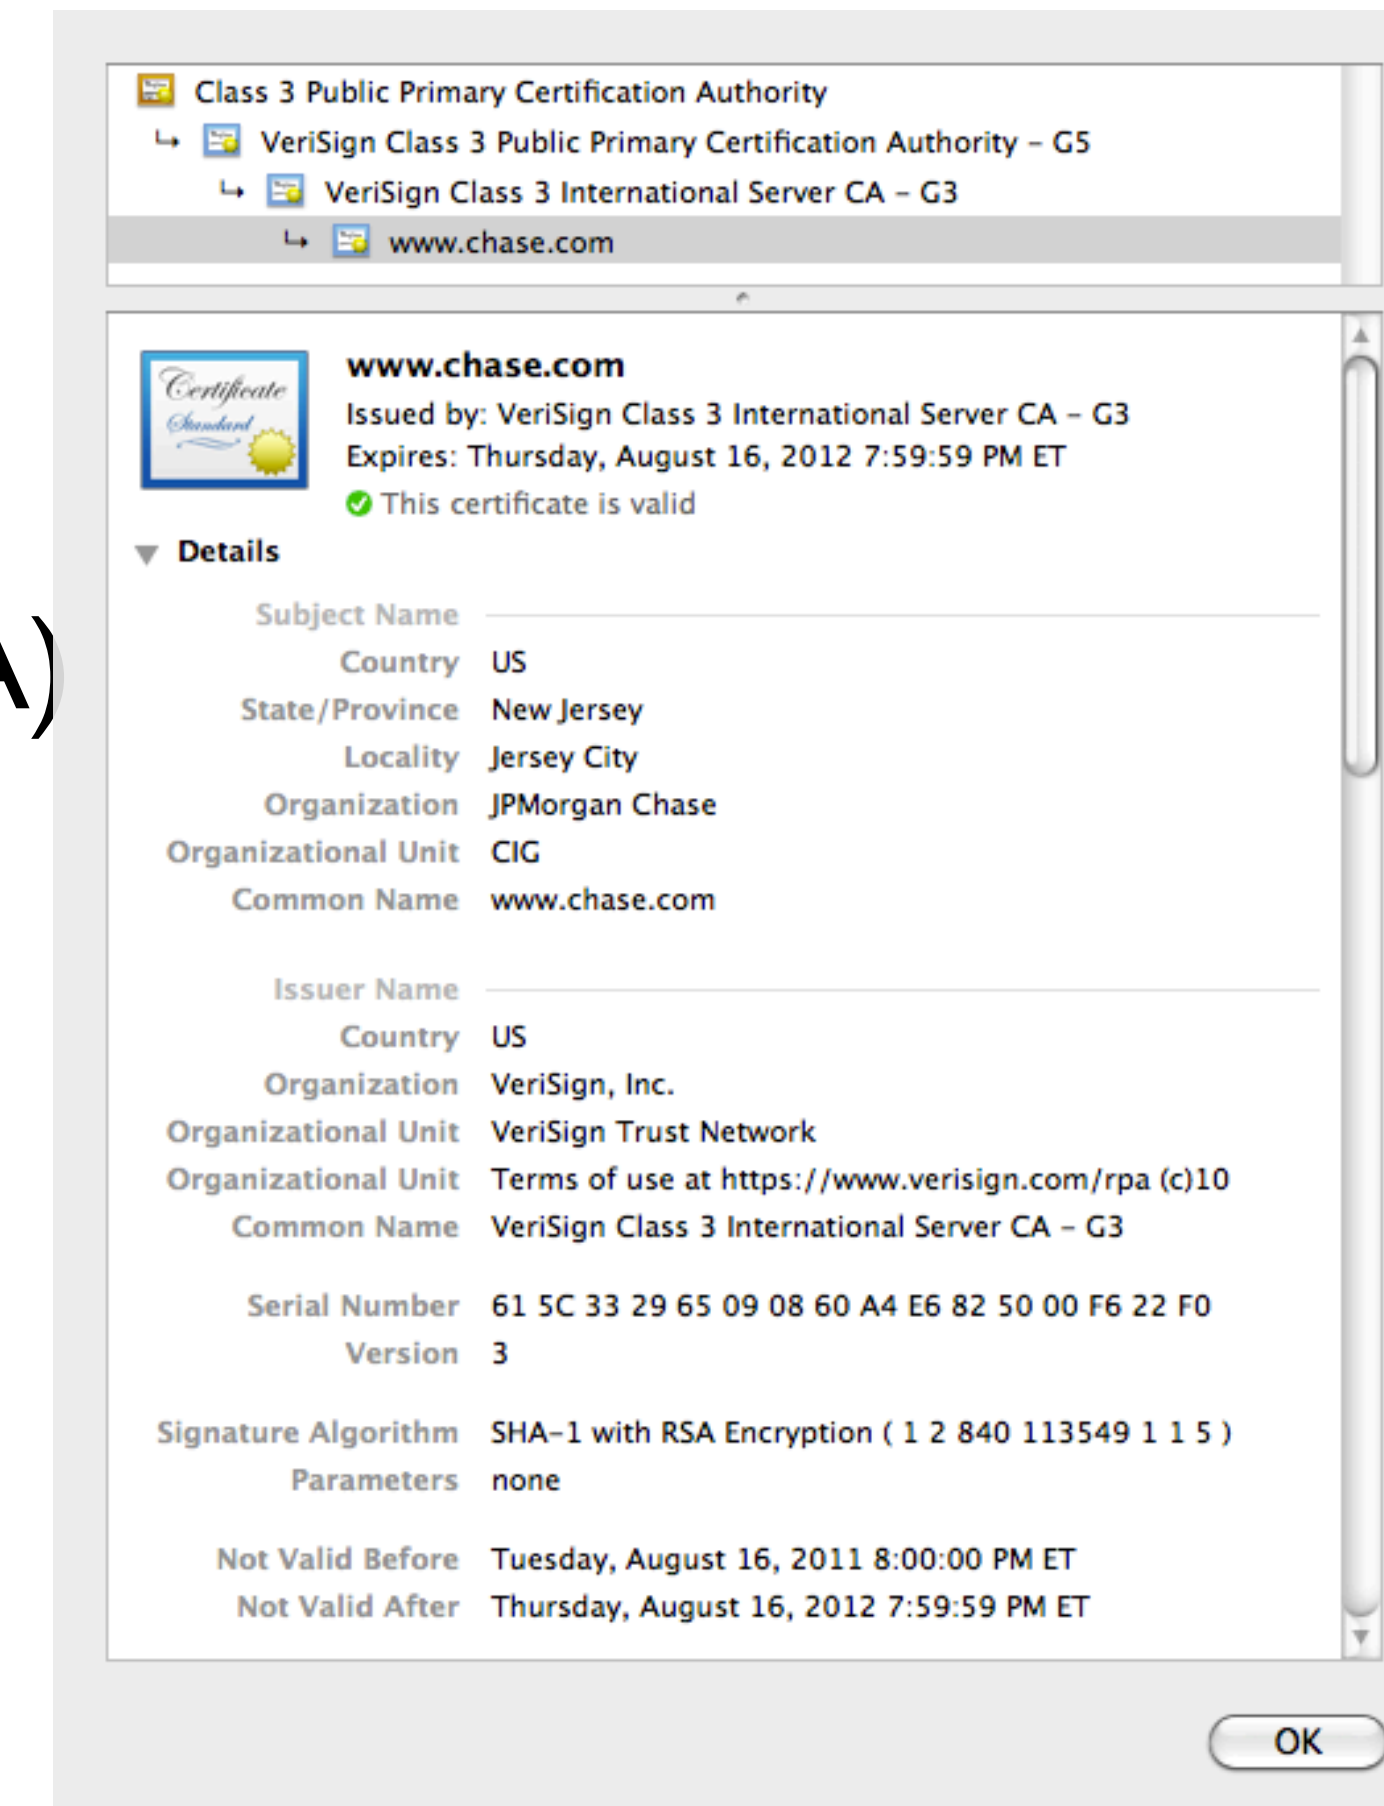 Class 3 Public Primary Certification Authority
VeriSign Class 3 Public Primary Certification Authority – G5
VeriSign Class 3 International Server CA – G3
www.chase.com
Certificate
Standard
www.chase.com
Issued by: VeriSign Class 3 International Server CA – G3
Expires: Thursday, August 16, 2012 7:59:59 PM ET
This certificate is valid
Details
A)
Subject Name
Country US
State/Province New Jersey
Locality Jersey City
Organization JPMorgan Chase
Organizational Unit CIG
Common Name www.chase.com
Issuer Name
Country US
Organization VeriSign, Inc.
Organizational Unit VeriSign Trust Network
Organizational Unit Terms of use at https://www.verisign.com/rpa (c)10
Common Name VeriSign Class 3 International Server CA – G3
Serial Number 61 5C 33 29 65 09 08 60 A4 E6 82 50 00 F6 22 F0
Version 3
Signature Algorithm SHA-1 with RSA Encryption ( 1 2 840 113549 1 1 5 )
Parameters none
Not Valid Before Tuesday, August 16, 2011 8:00:00 PM ET
Not Valid After Thursday, August 16, 2012 7:59:59 PM ET
OK